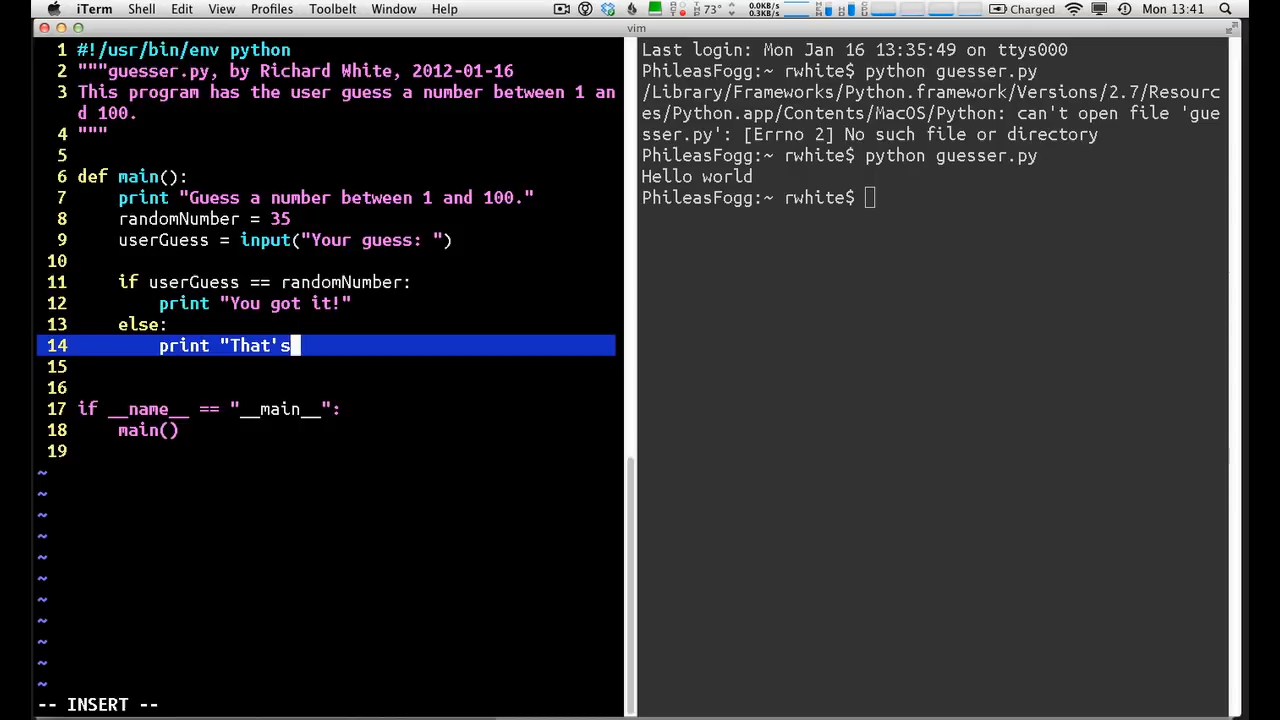 iTerm Shell Edit View Profiles Toolbelt Window Help 73° 0.0KB/s 0.3KB/s Charged Mon 13:41
vim
1 #!/usr/bin/env python
2 """guesser.py, by Richard White, 2012-01-16
3 This program has the user guess a number between 1 an
d 100.
4 """
5
6 def main():
7 print "Guess a number between 1 and 100."
8 randomNumber = 35
9 userGuess = input("Your guess: ")
10
11 if userGuess == randomNumber:
12 print "You got it!"
13 else:
14 print "That's
15
16
17 if __name__ == "__main__":
18 main()
19
~
~
~
~
~
~
~
~
~
~
~
-- INSERT --
Last login: Mon Jan 16 13:35:49 on ttys000
PhileasFogg:~ rwhite$ python guesser.py
/Library/Frameworks/Python.framework/Versions/2.7/Resourc
es/Python.app/Contents/MacOS/Python: can't open file 'gue
sser.py': [Errno 2] No such file or directory
PhileasFogg:~ rwhite$ python guesser.py
Hello world
PhileasFogg:~ rwhite$